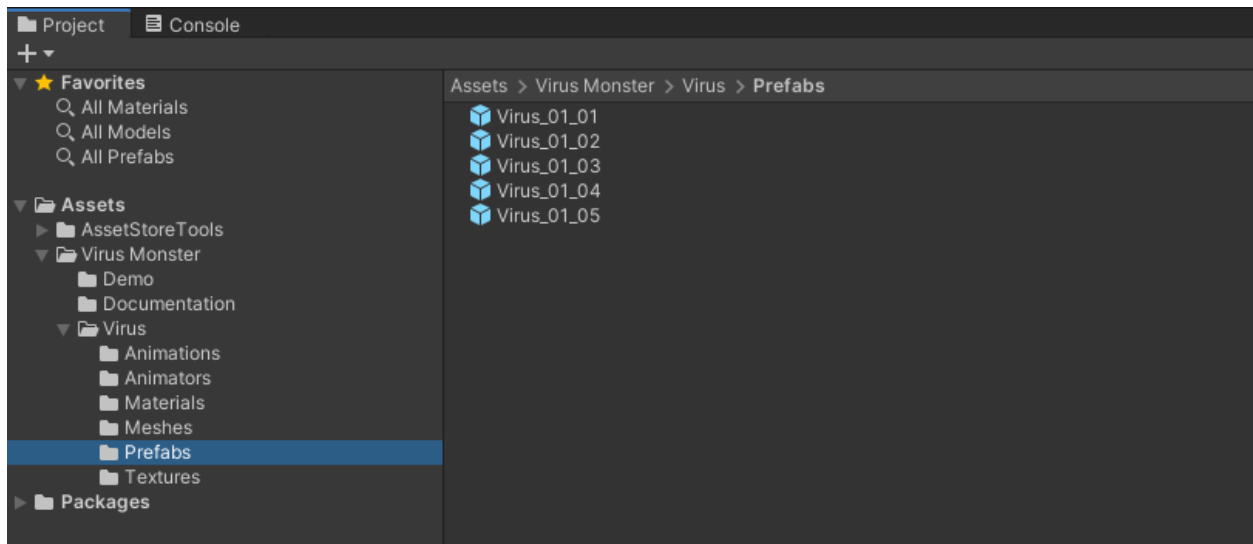 Project Console
Favorites
All Materials
All Models
All Prefabs
Assets
AssetStoreTools
Virus Monster
Demo
Documentation
Virus
Animations
Animators
Materials
Meshes
Prefabs
Textures
Packages
Assets > Virus Monster > Virus > Prefabs
Virus_01_01
Virus_01_02
Virus_01_03
Virus_01_04
Virus_01_05